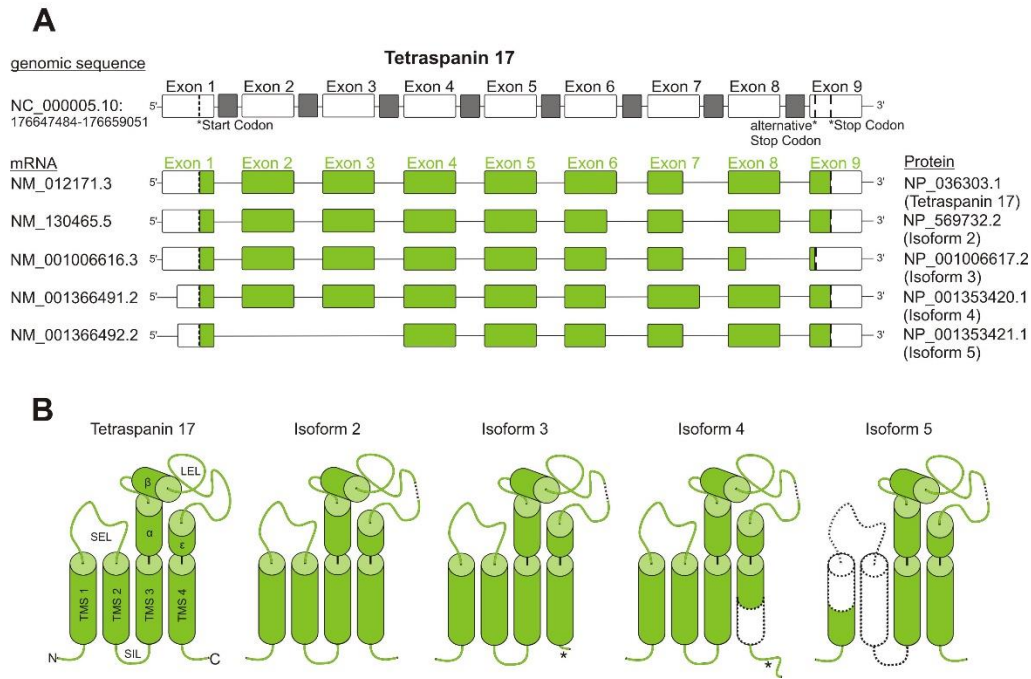 A
Tetraspanin 17
genomic sequence
Exon 1 Exon 2 Exon 3 Exon 4 Exon 5 Exon 6 Exon 7 Exon 8 Exon 9
NC_000005.10: 5' 3'
176647484-176659051
*Start Codon alternative* *Stop Codon
Stop Codon
mRNA Exon 1 Exon 2 Exon 3 Exon 4 Exon 5 Exon 6 Exon 7 Exon 8 Exon 9 Protein
NM_012171.3 5' 3' NP_036303.1
(Tetraspanin 17)
NM_130465.5 5' 3' NP_569732.2
(Isoform 2)
NM_001006616.3 5' 3' NP_001006617.2
(Isoform 3)
NM_001366491.2 5' 3' NP_001353420.1
(Isoform 4)
NM_001366492.2 5' 3' NP_001353421.1
(Isoform 5)
B
Tetraspanin 17 Isoform 2 Isoform 3 Isoform 4 Isoform 5
LEL
β
SEL
α
ε
TMS 1 TMS 2 TMS 3 TMS 4
N SIL C
* *